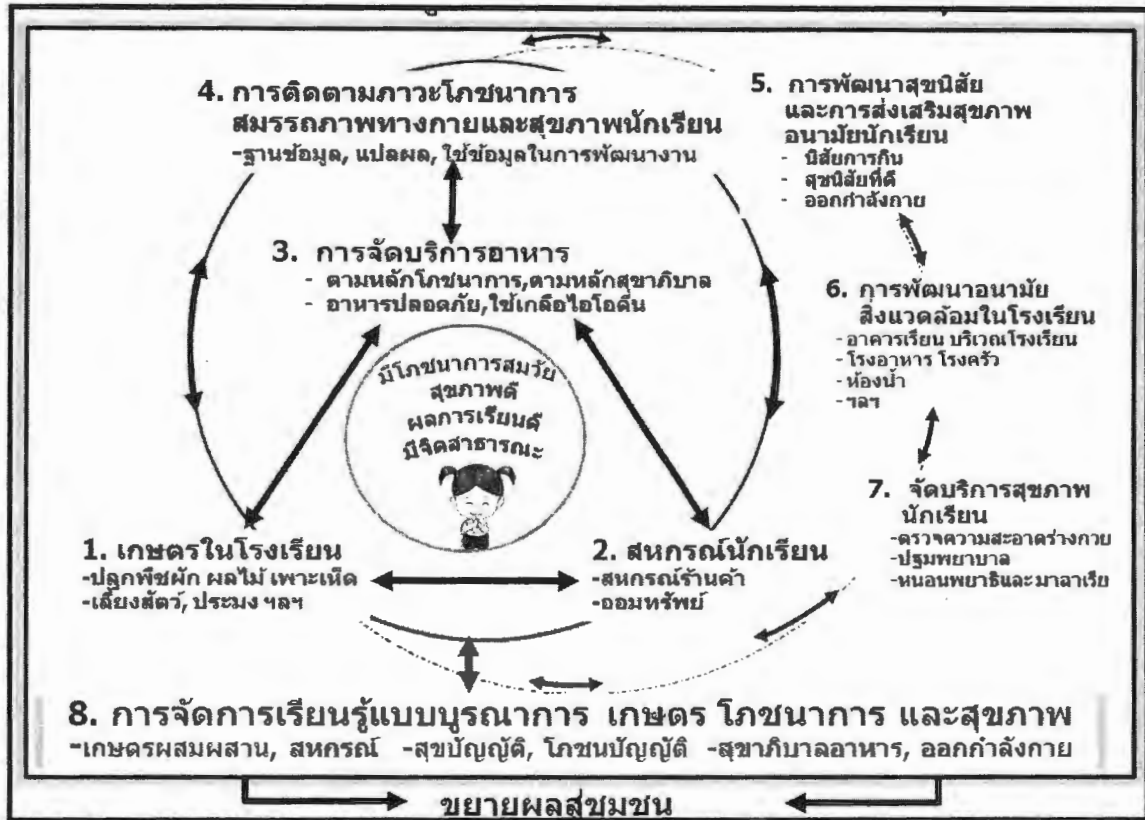 4. การติดตามภาวะโภชนาการ
สมรรถภาพทางกายและสุขภาพนักเรียน
-ฐานข้อมูล, แปลผล, ใช้ข้อมูลในการพัฒนางาน
5. การพัฒนาสุขนิสัย
และการส่งเสริมสุขภาพ
อนามัยนักเรียน
- นิสัยการกิน
- สุขนิสัยที่ดี
- ออกกำลังกาย
3. การจัดบริการอาหาร
- ตามหลักโภชนาการ,ตามหลักสุขาภิบาล
- อาหารปลอดภัย,ใช้เกลือไอโอดีน
6. การพัฒนาอนามัย
สิ่งแวดล้อมในโรงเรียน
-อาคารเรียน บริเวณโรงเรียน
-โรงอาหาร โรงครัว
-ห้องน้ำ
-ฯลฯ
มีโภชนาการสมวัย
สุขภาพดี
ผลการเรียนดี
มีจิตสาธารณะ
7. จัดบริการสุขภาพ
นักเรียน
-ตรวจความสะอาดร่างกาย
-ปฐมพยาบาล
-หนอนพยาธิและมาลาเรีย
1. เกษตรในโรงเรียน
-ปลูกพืชผัก ผลไม้ เพาะเห็ด
-เลี้ยงสัตว์, ประมง ฯลฯ
2. สหกรณ์นักเรียน
-สหกรณ์ร้านค้า
-ออมทรัพย์
8. การจัดการเรียนรู้แบบบูรณาการ เกษตร โภชนาการ และสุขภาพ
-เกษตรผสมผสาน, สหกรณ์ -สุขบัญญัติ, โภชนบัญญัติ -สุขาภิบาลอาหาร, ออกกำลังกาย
ขยายผลสู่ชุมชน